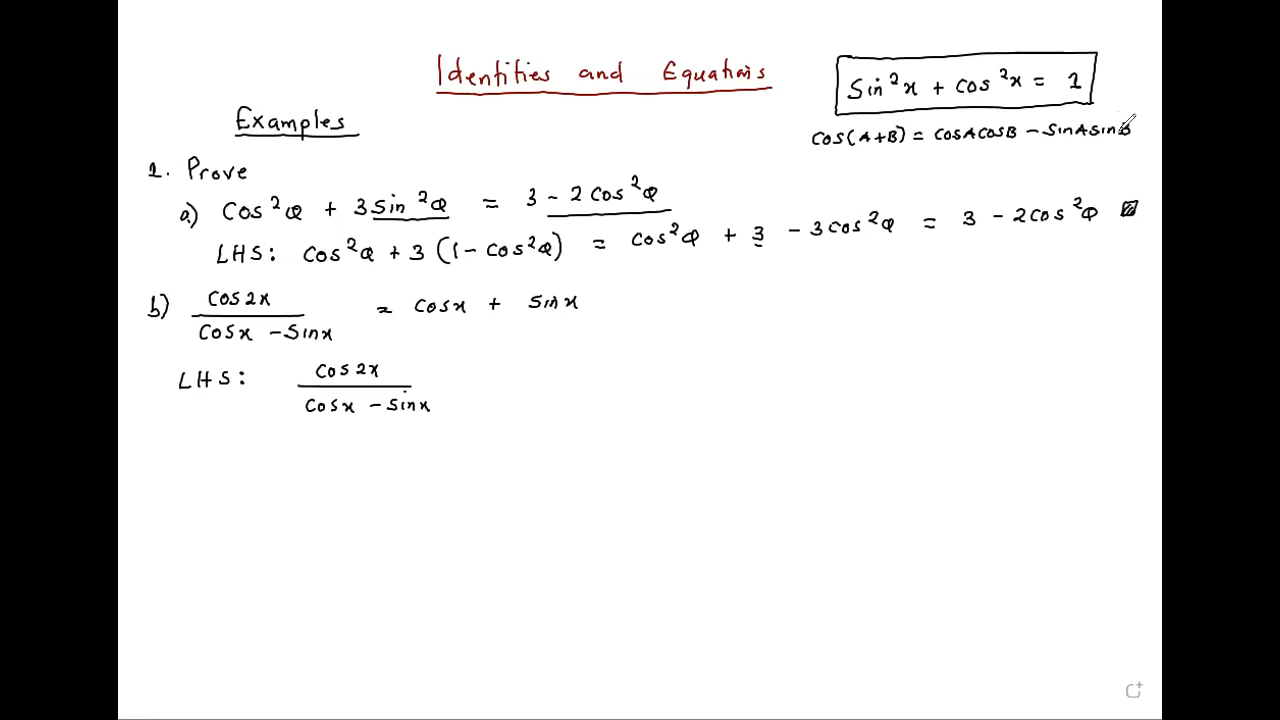 Identities and Equations
Sin²x + cos²x = 1
cos(A+B) = cosAcosB - sinAsinB
Examples
1. Prove
a) Cos²θ + 3sin²θ = 3 - 2cos²θ
LHS: cos²θ + 3(1 - cos²θ) = cos²θ + 3 - 3cos²θ = 3 - 2cos²θ
b) cos2x / cosx - sinx = cosx + sinx
LHS: cos2x / cosx - sinx